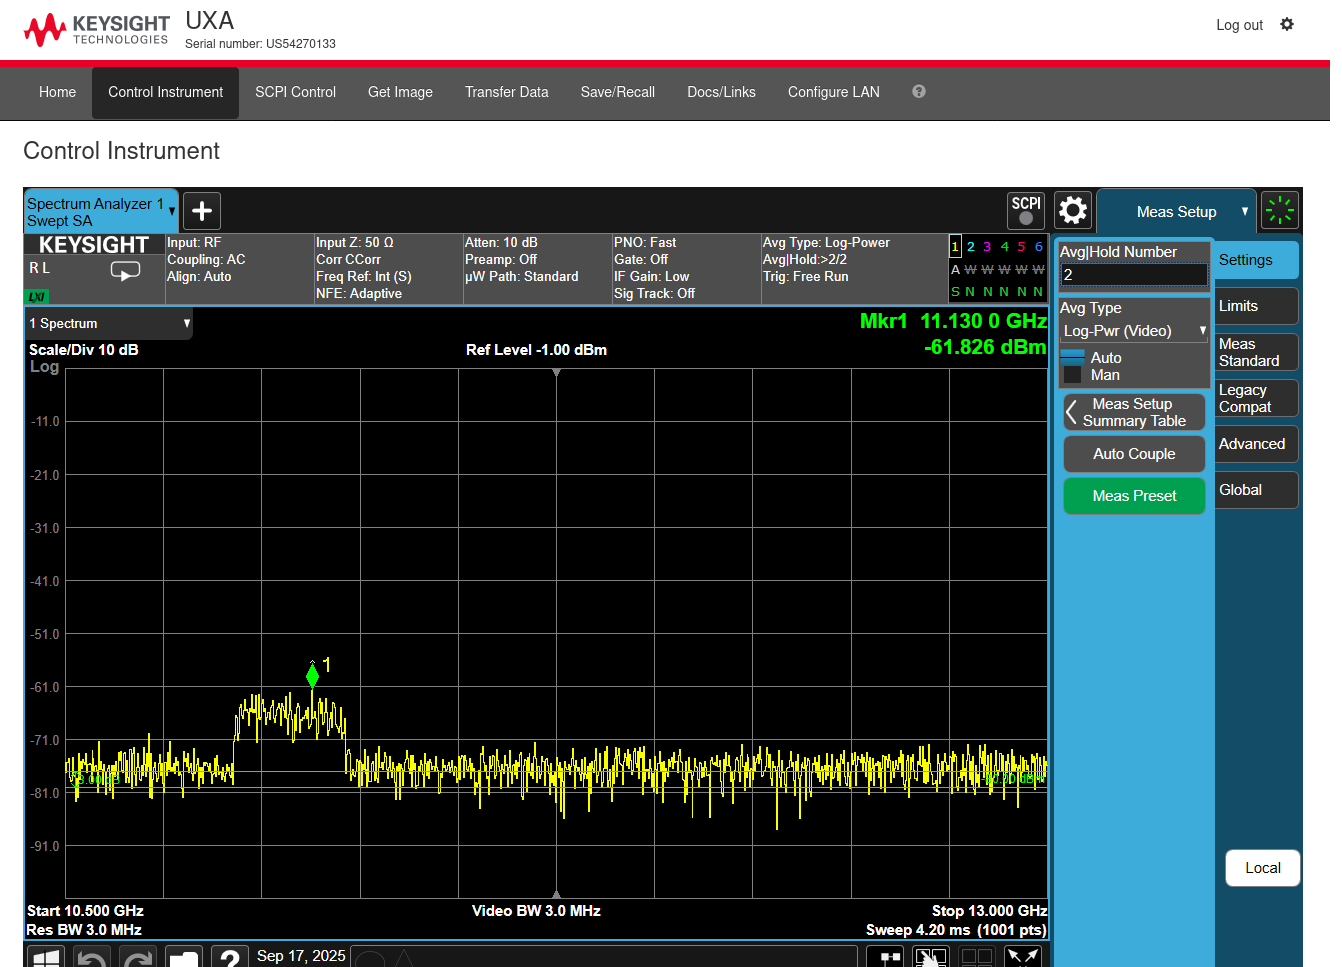 KEYSIGHT
TECHNOLOGIES
UXA
Serial number: US54270133
Log out
Home
Control Instrument
SCPI Control
Get Image
Transfer Data
Save/Recall
Docs/Links
Configure LAN
?
Control Instrument
Spectrum Analyzer 1
Swept SA
SCPI
Meas Setup
KEYSIGHT
R L
LXI
Input: RF
Coupling: AC
Align: Auto
Input Z: 50 Ω
Corr CCorr
Freq Ref: Int (S)
NFE: Adaptive
Atten: 10 dB
Preamp: Off
µW Path: Standard
PNO: Fast
Gate: Off
IF Gain: Low
Sig Track: Off
Avg Type: Log-Power
Avg|Hold:>2/2
Trig: Free Run
1 2 3 4 5 6
A W W W W W
S N N N N N
1 Spectrum
Mkr1 11.130 0 GHz
-61.826 dBm
Scale/Div 10 dB
Ref Level -1.00 dBm
Log
-11.0
-21.0
-31.0
-41.0
-51.0
-61.0
-71.0
-81.0
-91.0
1
Start 10.500 GHz
Video BW 3.0 MHz
Stop 13.000 GHz
Res BW 3.0 MHz
Sweep 4.20 ms (1001 pts)
Avg|Hold Number
2
Avg Type
Log-Pwr (Video)
Auto
Man
Meas Setup
Summary Table
Auto Couple
Meas Preset
Settings
Limits
Meas
Standard
Legacy
Compat
Advanced
Global
Local
?
Sep 17, 2025